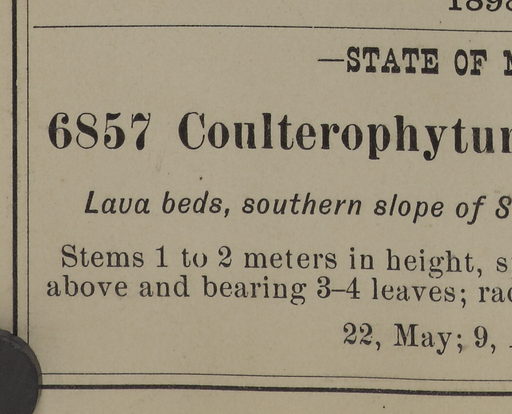 —STATE OF
6857 Coulterophytu
Lava beds, southern slope of S
Stems 1 to 2 meters in height, s
above and bearing 3–4 leaves; ra
22, May; 9,